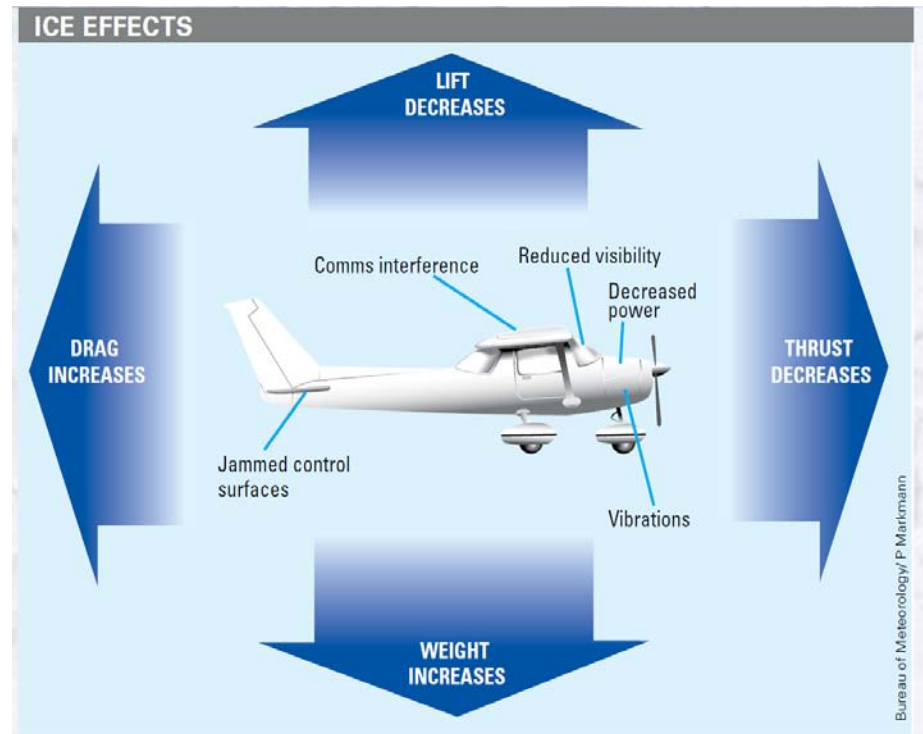 ICE EFFECTS
LIFT
DECREASES
Comms interference
Reduced visibility
Decreased
power
DRAG
INCREASES
THRUST
DECREASES
Jammed control
surfaces
Vibrations
WEIGHT
INCREASES
Bureau of Meteorology/ P Markmann